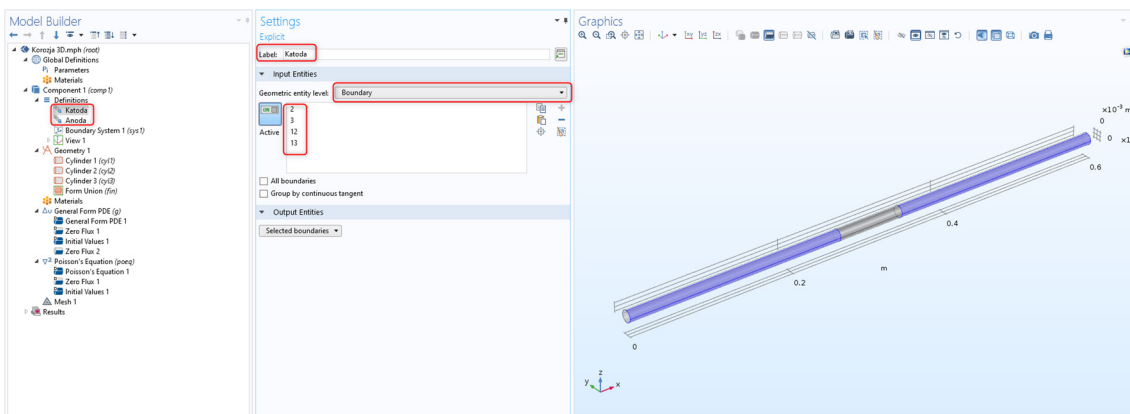 Model Builder
Korozja 3D.mph (root)
Global Definitions
Pi Parameters
Materials
Component 1 (comp1)
Definitions
Katoda
Anoda
Boundary System 1 (sys1)
View 1
Geometry 1
Cylinder 1 (cyl1)
Cylinder 2 (cyl2)
Cylinder 3 (cyl3)
Form Union (fin)
Materials
Δu General Form PDE (g)
General Form PDE 1
Zero Flux 1
Initial Values 1
Zero Flux 2
∇² Poisson's Equation (poeq)
Poisson's Equation 1
Zero Flux 1
Initial Values 1
Mesh 1
Results
Settings
Explicit
Label: Katoda
Input Entities
Geometric entity level: Boundary
2
3
12
13
Active
All boundaries
Group by continuous tangent
Output Entities
Selected boundaries
Graphics
×10⁻³ m
0
0 ×1
0.6
0.4
m
0.2
0
z
y x